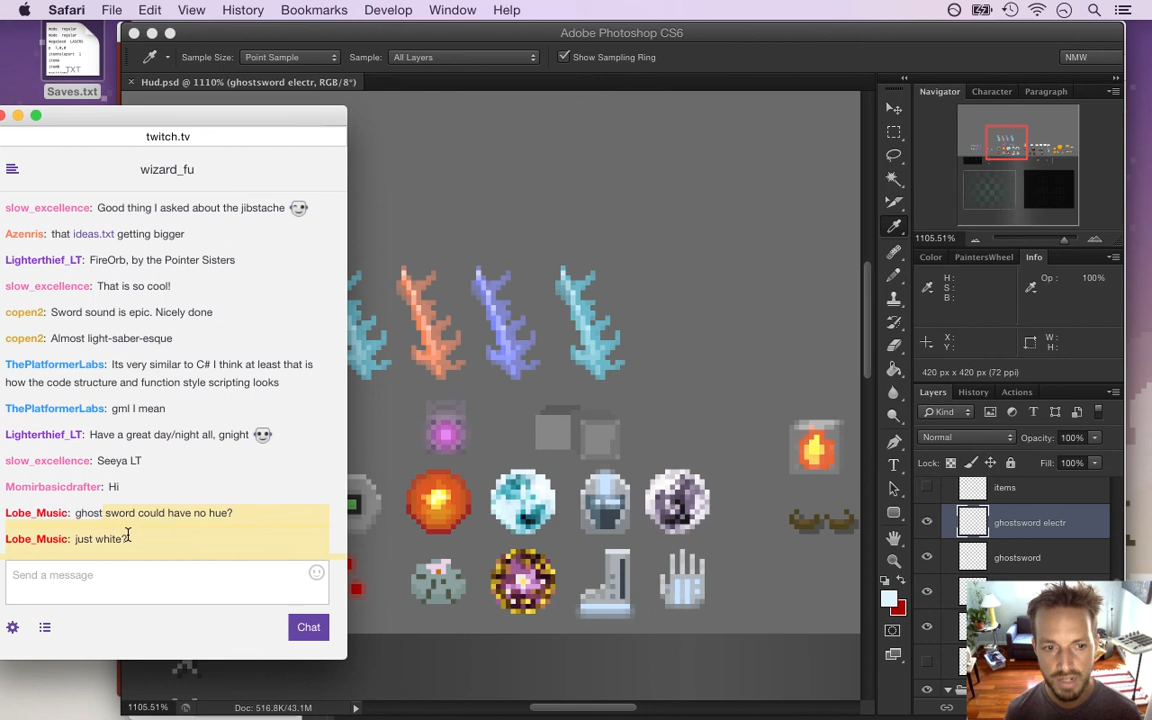 Safari File Edit View History Bookmarks Develop Window Help
TXT
Saves.txt
Adobe Photoshop CS6
Sample Size: Point Sample Sample: All Layers Show Sampling Ring NMW
Hud.psd @ 1110% (ghostsword electr, RGB/8*)
twitch.tv
wizard_fu
slow_excellence: Good thing I asked about the jibstache
Azenris: that ideas.txt getting bigger
Lighterthief_LT: FireOrb, by the Pointer Sisters
slow_excellence: That is so cool!
copen2: Sword sound is epic. Nicely done
copen2: Almost light-saber-esque
ThePlatformerLabs: Its very similar to C# I think at least that is
how the code structure and function style scripting looks
ThePlatformerLabs: gml I mean
Lighterthief_LT: Have a great day/night all, gnight
slow_excellence: Seeya LT
Momirbasicdrafter: Hi
Lobe_Music: ghost sword could have no hue?
Lobe_Music: just white?
Send a message
Chat
Navigator Character Paragraph
1105.51%
Color PaintersWheel Info
H:
S:
B:
Op: 100%
X:
Y:
W:
H:
420 px x 420 px (72 ppi)
Layers History Actions
Kind
Normal Opacity: 100%
Lock: Fill: 100%
items
ghostsword electr
ghostsword
1105.51% Doc: 516.8K/43.1M